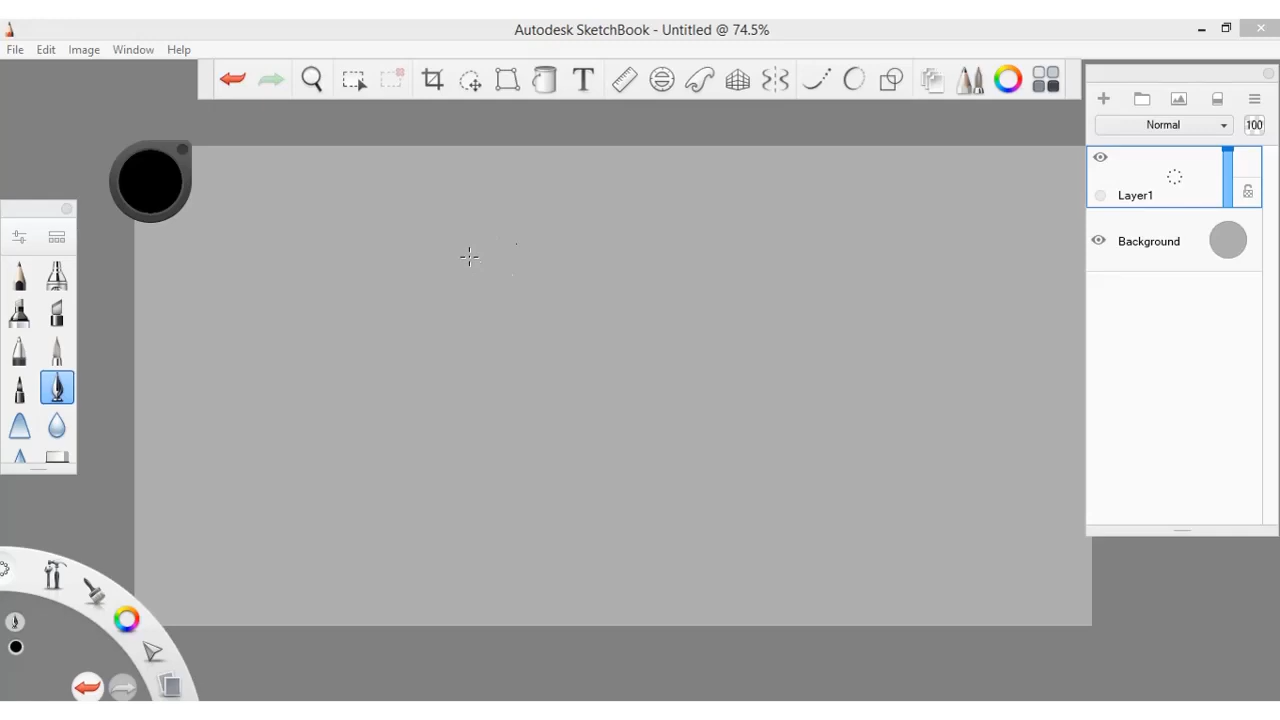 Autodesk SketchBook - Untitled @ 74.5%
File Edit Image Window Help
T
Normal 100
Layer1
Background